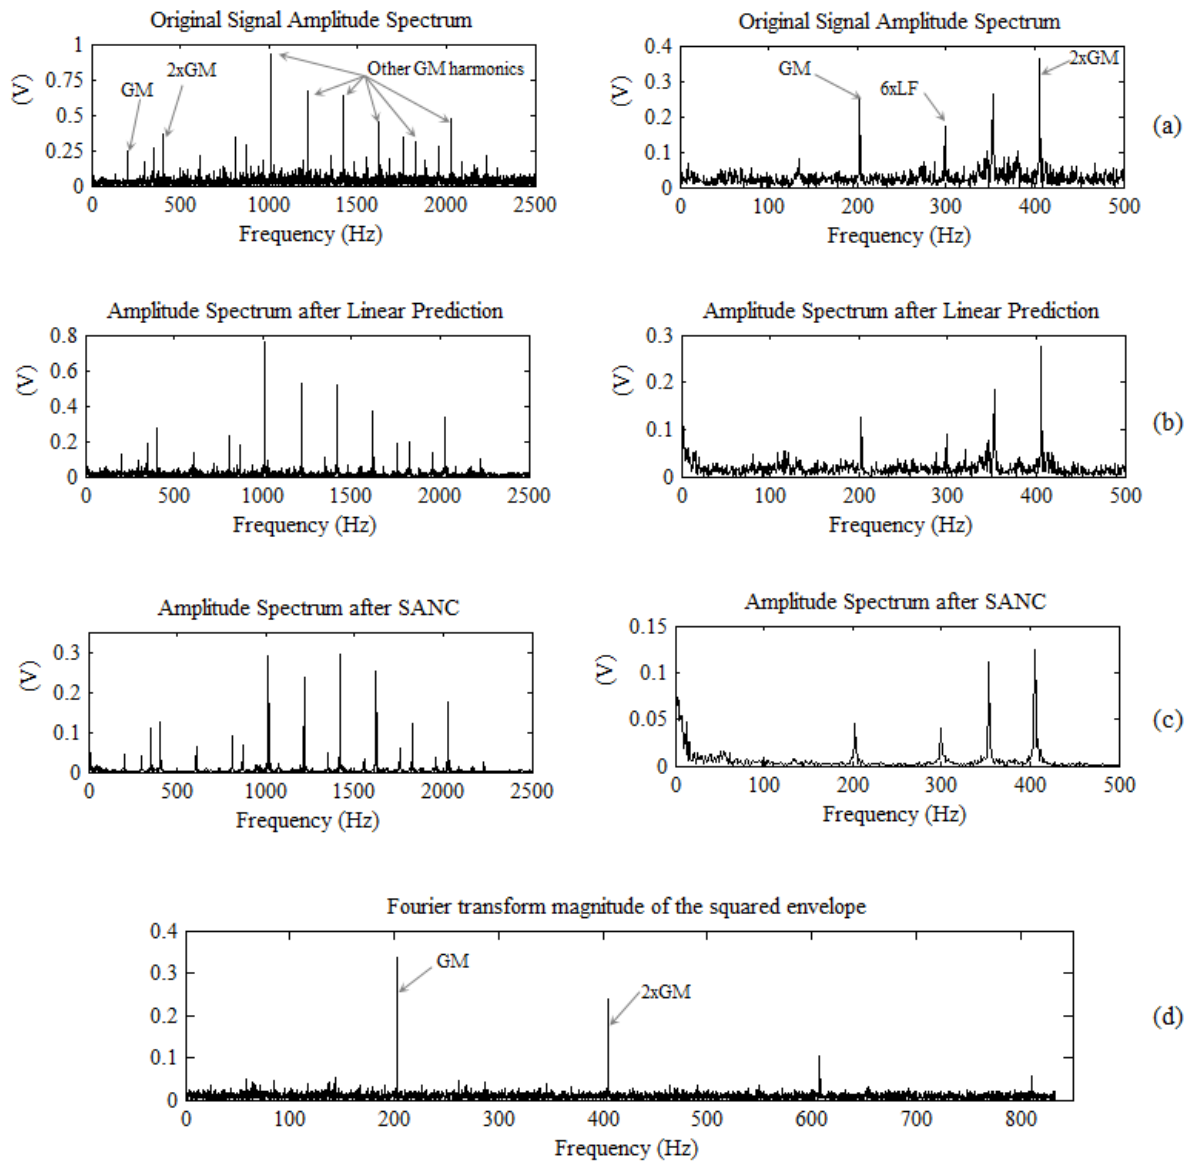 Original Signal Amplitude Spectrum
1
0.75
0.5
0.25
0
(V)
GM
2xGM
Other GM harmonics
0 500 1000 1500 2000 2500
Frequency (Hz)
Original Signal Amplitude Spectrum
0.4
0.3
0.2
0.1
0
(V)
GM
6xLF
2xGM
0 100 200 300 400 500
Frequency (Hz)
(a)
Amplitude Spectrum after Linear Prediction
0.8
0.6
0.4
0.2
0
(V)
0 500 1000 1500 2000 2500
Frequency (Hz)
Amplitude Spectrum after Linear Prediction
0.3
0.2
0.1
0
(V)
0 100 200 300 400 500
Frequency (Hz)
(b)
Amplitude Spectrum after SANC
0.3
0.2
0.1
0
(V)
0 500 1000 1500 2000 2500
Frequency (Hz)
Amplitude Spectrum after SANC
0.15
0.1
0.05
0
(V)
0 100 200 300 400 500
Frequency (Hz)
(c)
Fourier transform magnitude of the squared envelope
0.4
0.3
0.2
0.1
0
GM
2xGM
0 100 200 300 400 500 600 700 800
Frequency (Hz)
(d)